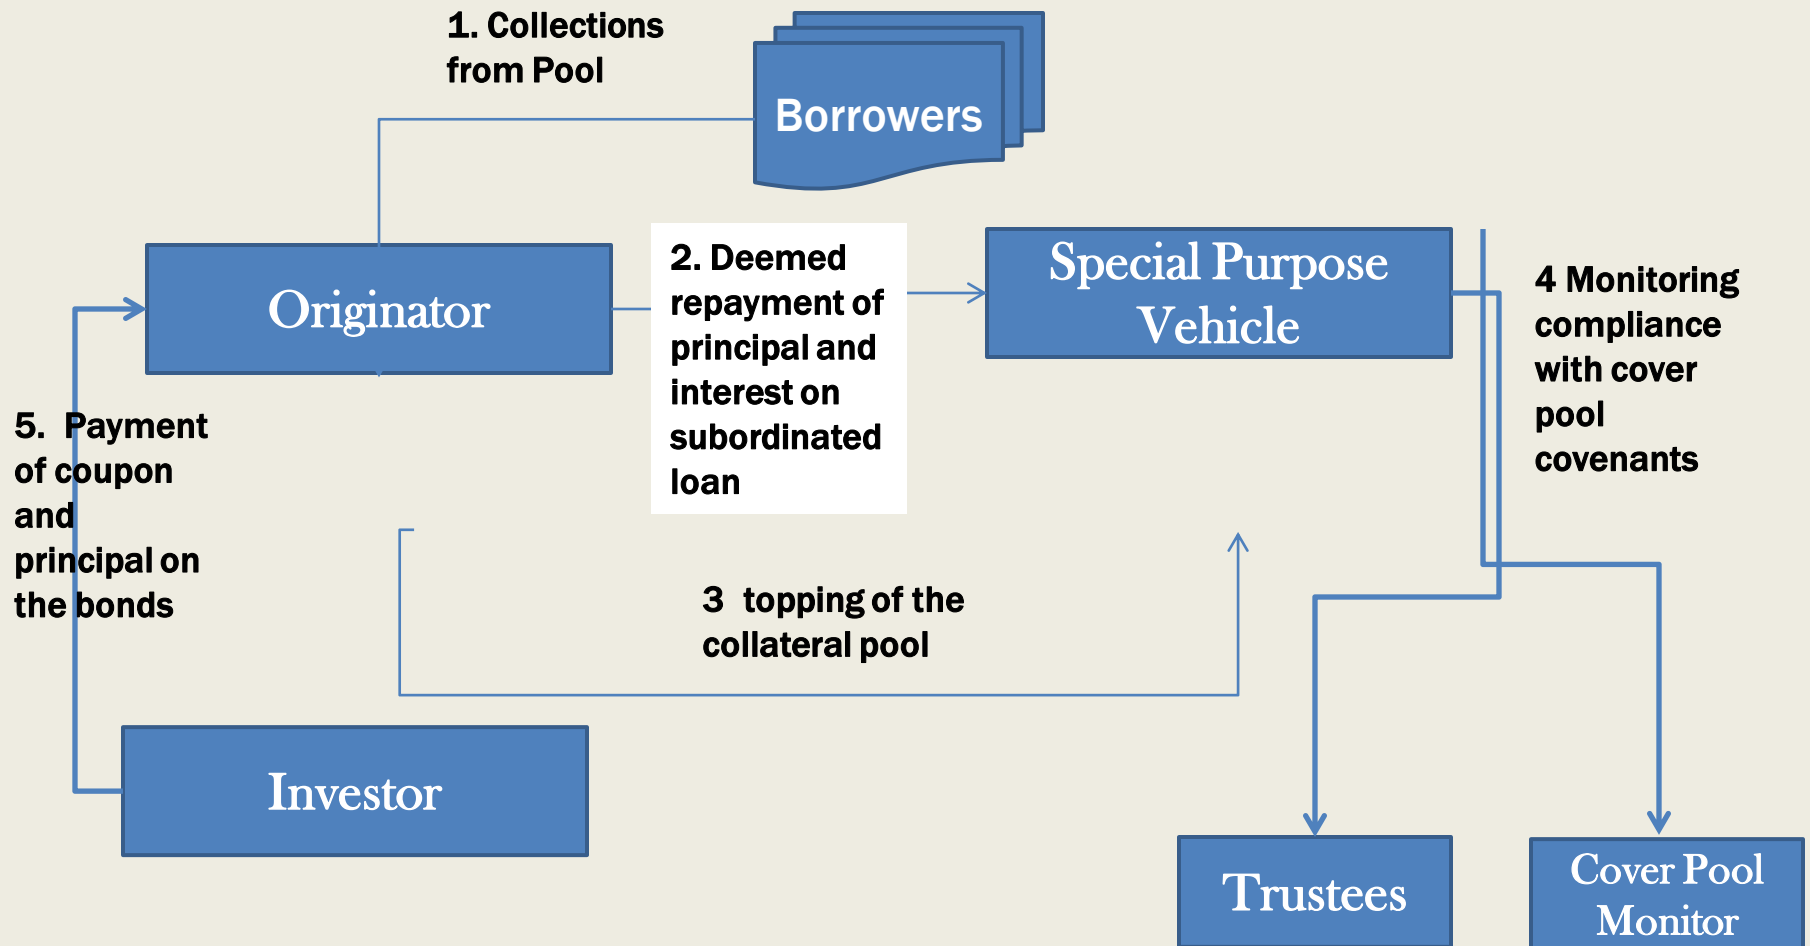 1. Collections
from Pool
Borrowers
Originator
2. Deemed
repayment of
principal and
interest on
subordinated
loan
Special Purpose
Vehicle
4 Monitoring
compliance
with cover
pool
covenants
5. Payment
of coupon
and
principal on
the bonds
3 topping of the
collateral pool
Investor
Trustees
Cover Pool
Monitor